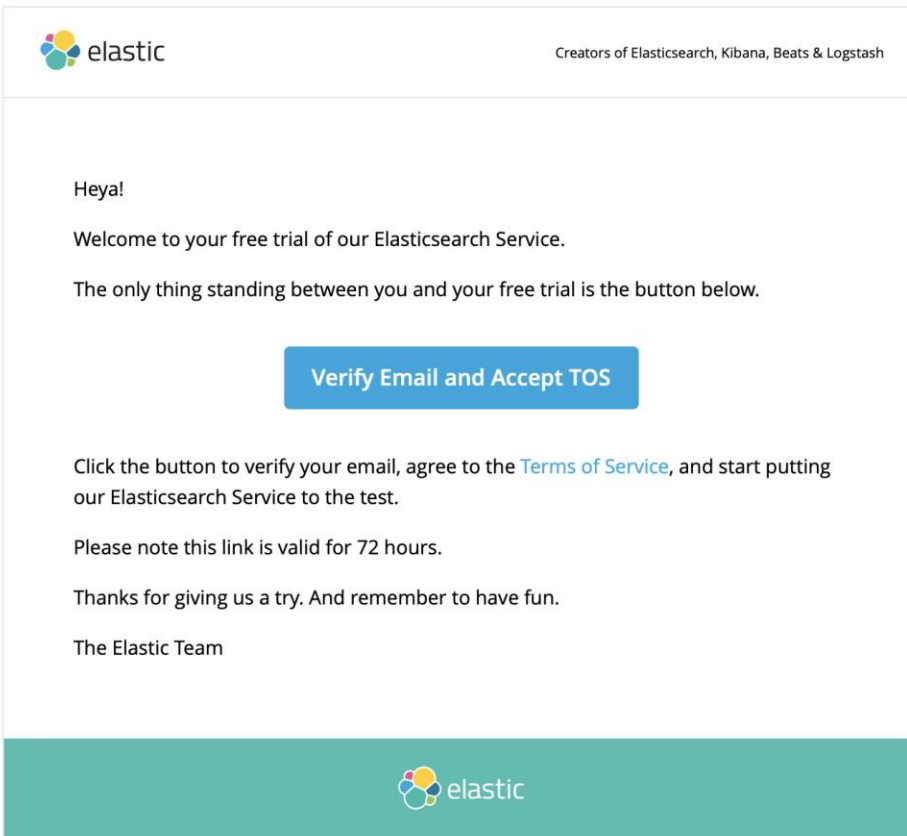 elastic
Creators of Elasticsearch, Kibana, Beats & Logstash
Heya!
Welcome to your free trial of our Elasticsearch Service.
The only thing standing between you and your free trial is the button below.
Verify Email and Accept TOS
Click the button to verify your email, agree to the Terms of Service, and start putting
our Elasticsearch Service to the test.
Please note this link is valid for 72 hours.
Thanks for giving us a try. And remember to have fun.
The Elastic Team
elastic